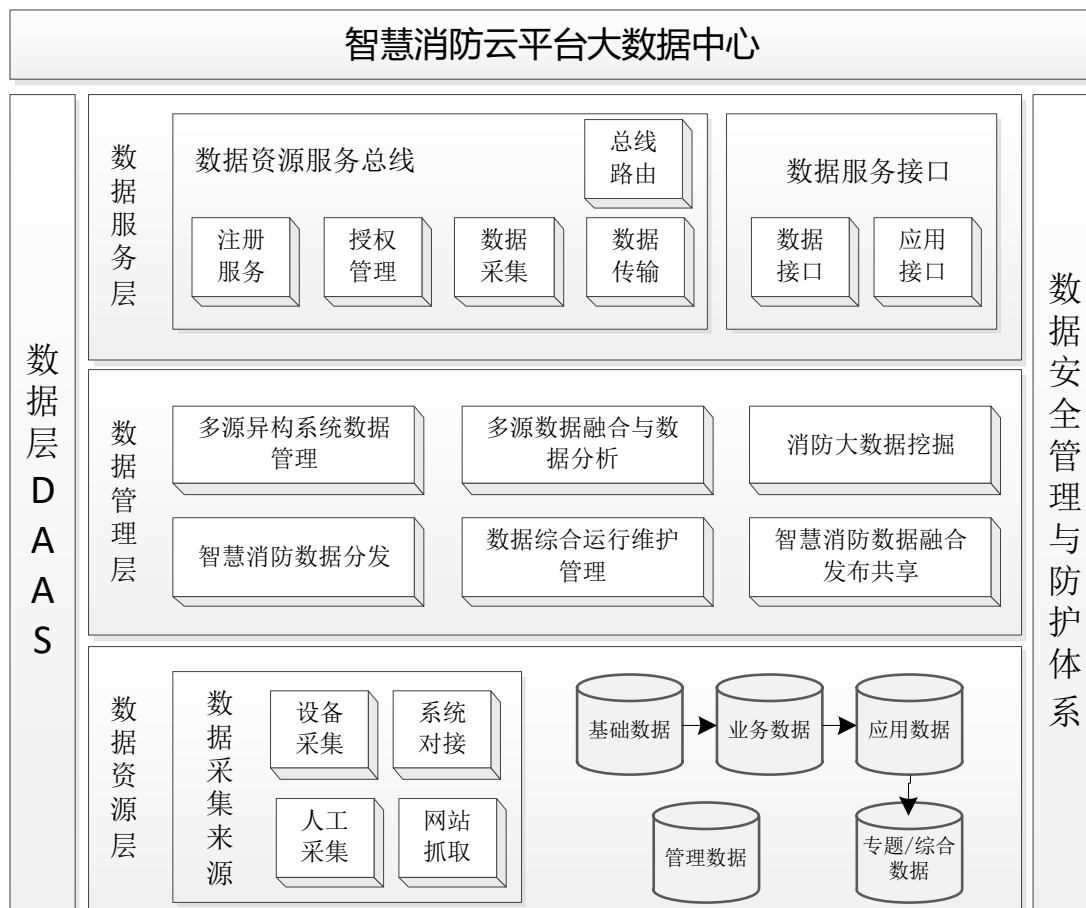 智慧消防云平台大数据中心
数据层DAAS
数据服务层
数据资源服务总线
总线
路由
注册
服务
授权
管理
数据
采集
数据
传输
数据服务接口
数据
接口
应用
接口
数据管理层
多源异构系统数据
管理
多源数据融合与数
据分析
消防大数据挖掘
智慧消防数据分发
数据综合运行维护
管理
智慧消防数据融合
发布共享
数据资源层
数据采集来源
设备
采集
系统
对接
人工
采集
网站
抓取
基础数据
业务数据
应用数据
管理数据
专题/综合
数据
数据安全管理与防护体系